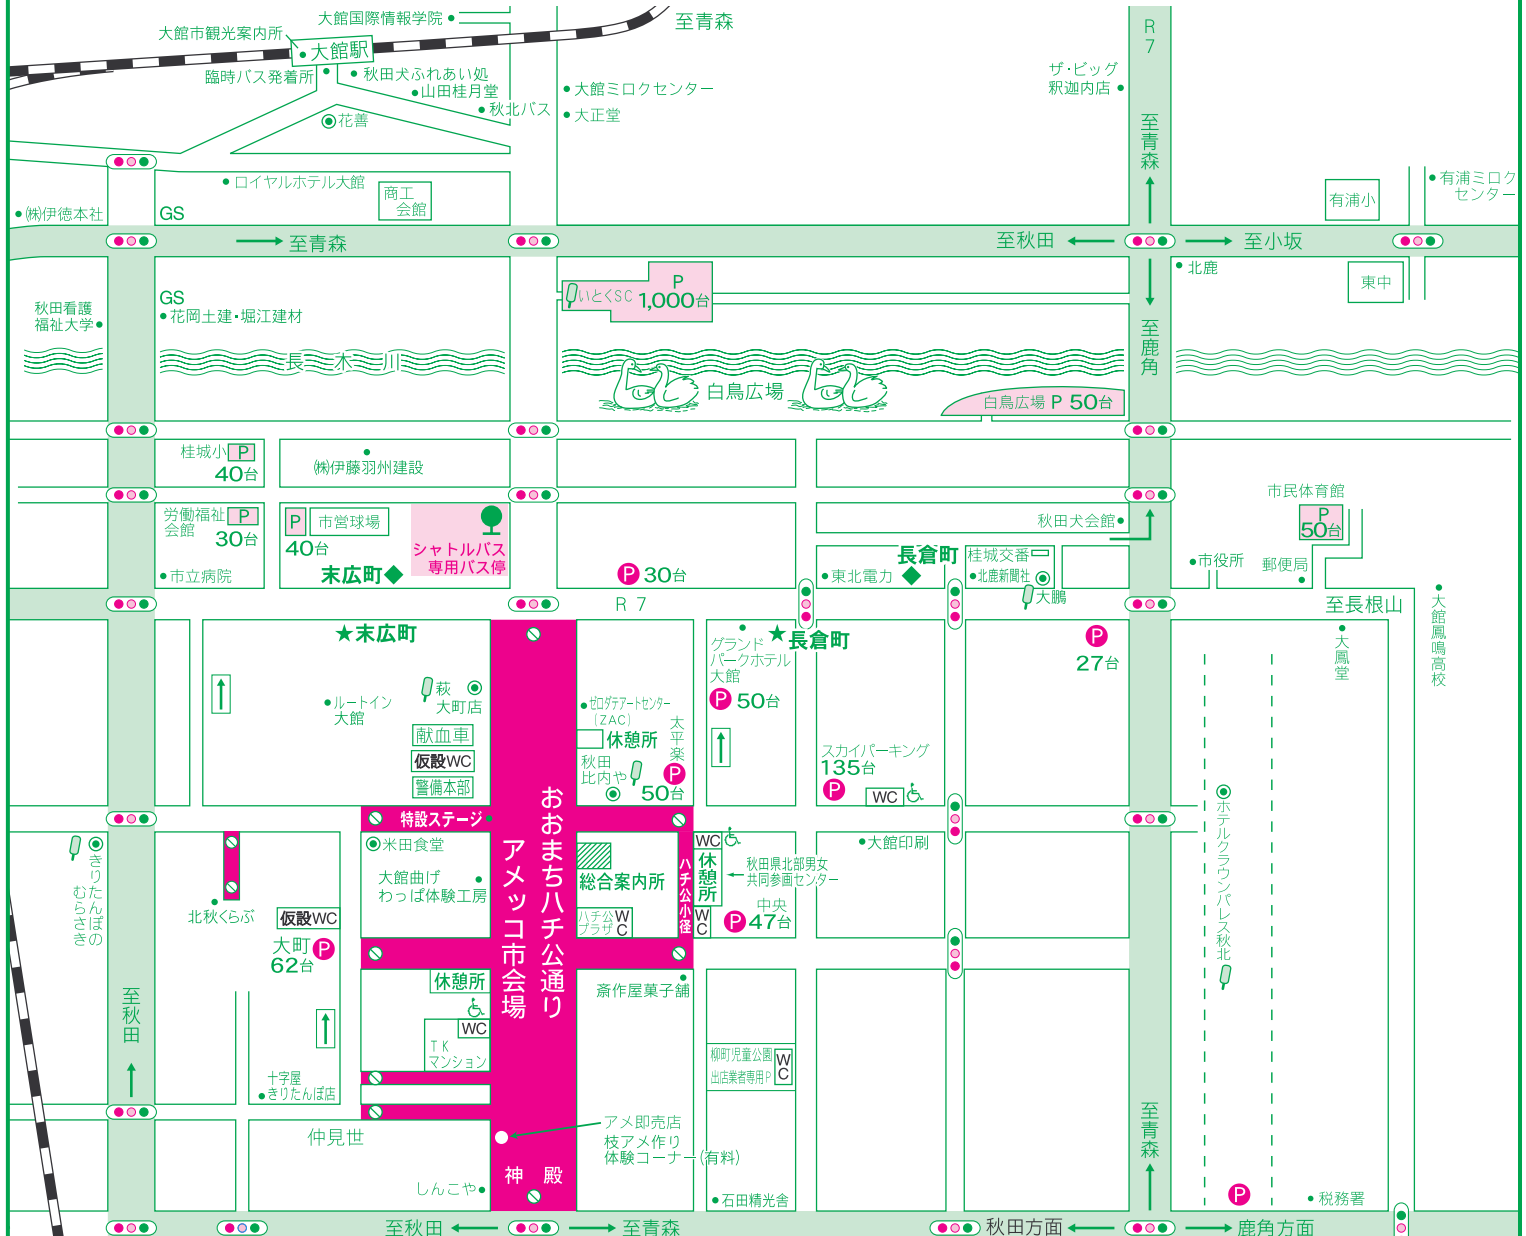 大館国際情報学院
至青森
大館市観光案内所
大館駅
臨時バス発着所
秋田犬ふれあい処
山田桂月堂
秋北バス
花善
大館ミロクセンター
大正堂
ザ・ビッグ
釈迦内店
R
7
至青森
ロイヤルホテル大館
商工
会館
㈱伊徳本社
GS
至青森
至秋田
至小坂
有浦小
有浦ミロク
センター
北鹿
東中
秋田看護
福祉大学
GS
花岡土建・堀江建材
いとくSC
P
1,000台
至鹿角
長木川
白鳥広場
白鳥広場 P 50台
桂城小 P
40台
㈱伊藤羽州建設
労働福祉
会館
P
30台
P
市営球場
40台
シャトルバス
専用バス停
末広町
市立病院
P 30台
R 7
秋田犬会館
長倉町
東北電力
桂城交番
北鹿新聞社
大鵬
市民体育館
P
50台
市役所
郵便局
至長根山
大館鳳鳴高校
大鳳堂
★末広町
★長倉町
グランド
パークホテル
大館
P 50台
P
27台
ルートイン
大館
萩
大町店
献血車
仮設WC
警備本部
ゼロダテアートセンター
(ZAC)
休憩所
太平楽
P
50台
秋田
比内や
スカイパーキング
135台
P
WC
特設ステージ
おおまちハチ公通り
アメッコ市会場
米田食堂
大館曲げ
わっぱ体験工房
総合案内所
ハチ公
プラザ
WC
ハチ公小径
WC
休憩所
WC
秋田県北部男女
共同参画センター
中央
P 47台
大館印刷
ホテルクラウンパレス秋北
きりたんぽの
むらさき
北秋くらぶ
仮設WC
大町 P
62台
至秋田
休憩所
WC
TK
マンション
斎作屋菓子舗
柳町児童公園
出店業者専用P
WC
十字屋
きりたんぽ店
仲見世
アメ即売店
枝アメ作り
体験コーナー(有料)
神殿
しんこや
石田精光舎
至青森
P
税務署
至秋田
至青森
秋田方面
鹿角方面